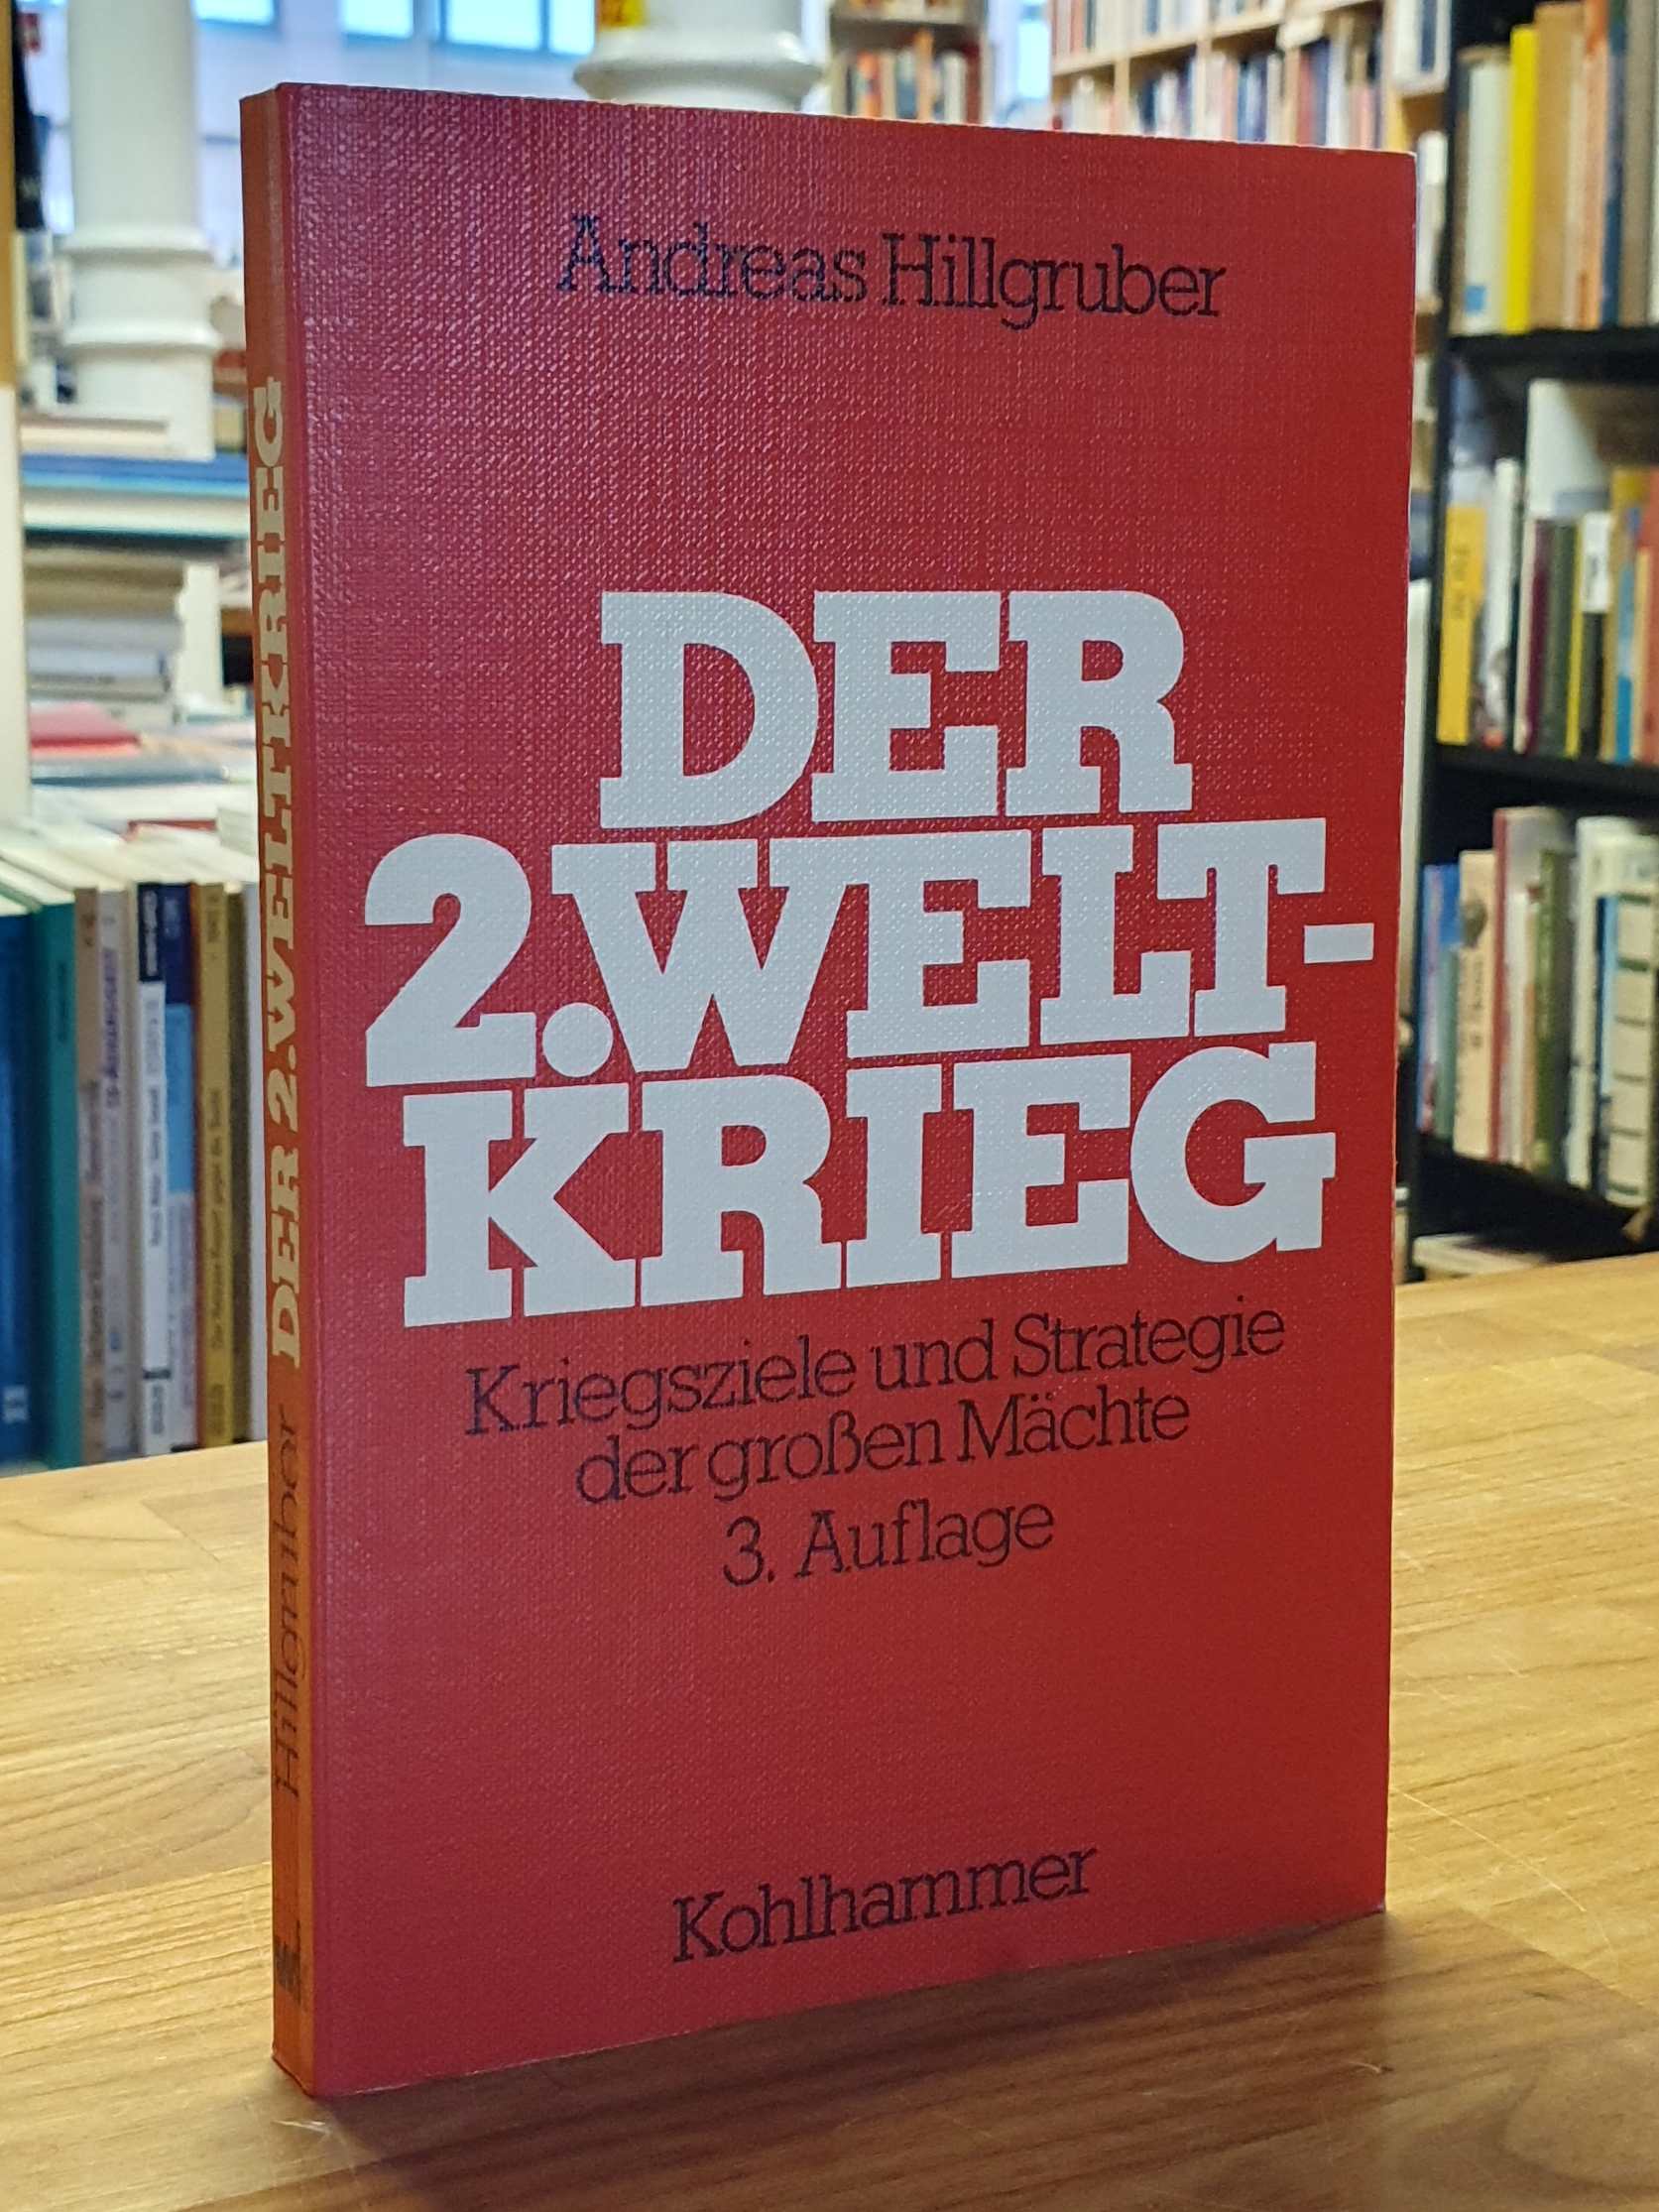 Andreas Hillgruber
DER
2.WELT-
KRIEG
Kriegsziele und Strategie
der großen Mächte
3. Auflage
Kohlhammer
Hillgruber DER 2.WELTKRIEG